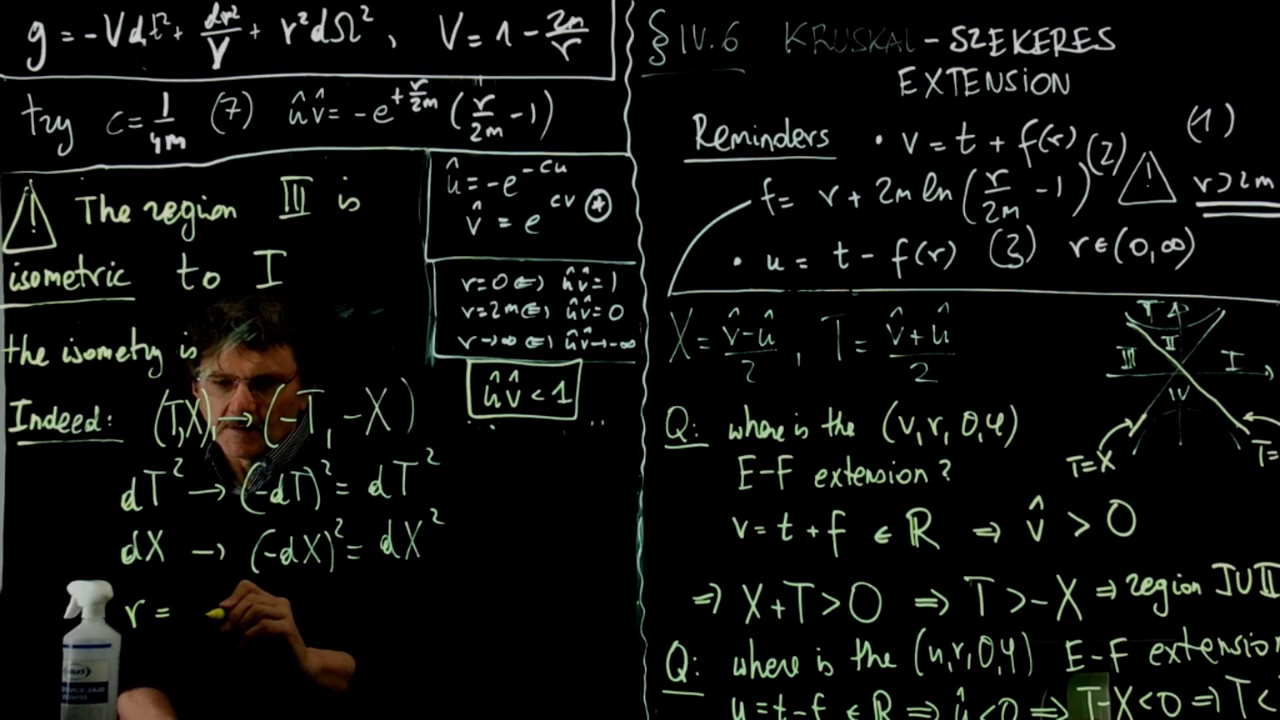 g = -Vdt² + dr²/V + r²dΩ², V = 1 - 2m/r
try c = 1/4m (7) ûv̂ = -e^{+r/2m} (r/2m - 1)
⚠ The region III is
isometric to I
the isometry is
Indeed: (T,X) → (-T, -X)
dT² → (-dT)² = dT²
dX → (-dX)² = dX²
r =
û = -e^{-cu}
v̂ = e^{cv} ⊛
r=0 ⇔ ûv̂=1
r=2m ⇔ ûv̂=0
r→∞ ⇔ ûv̂→-∞
ûv̂ < 1
§ IV.6 KRUSKAL-SZEKERES
EXTENSION
Reminders • v = t + f(r) (1)
f = r + 2m ln (r/2m - 1) (2) ⚠ r>2m
• u = t - f(r) (3) r∈(0,∞)
X = (v̂-û)/2, T = (v̂+û)/2
T
III II I
IV
T=X T=
Q: where is the (v,r,θ,φ)
E-F extension?
v = t + f ∈ ℝ ⇒ v̂ > 0
⇒ X+T>0 ⇒ T>-X ⇒ region I∪II
Q: where is the (u,r,θ,φ) E-F extension
u = t-f ∈ ℝ ⇒ û<0 ⇒ T-X<0 ⇒ T<